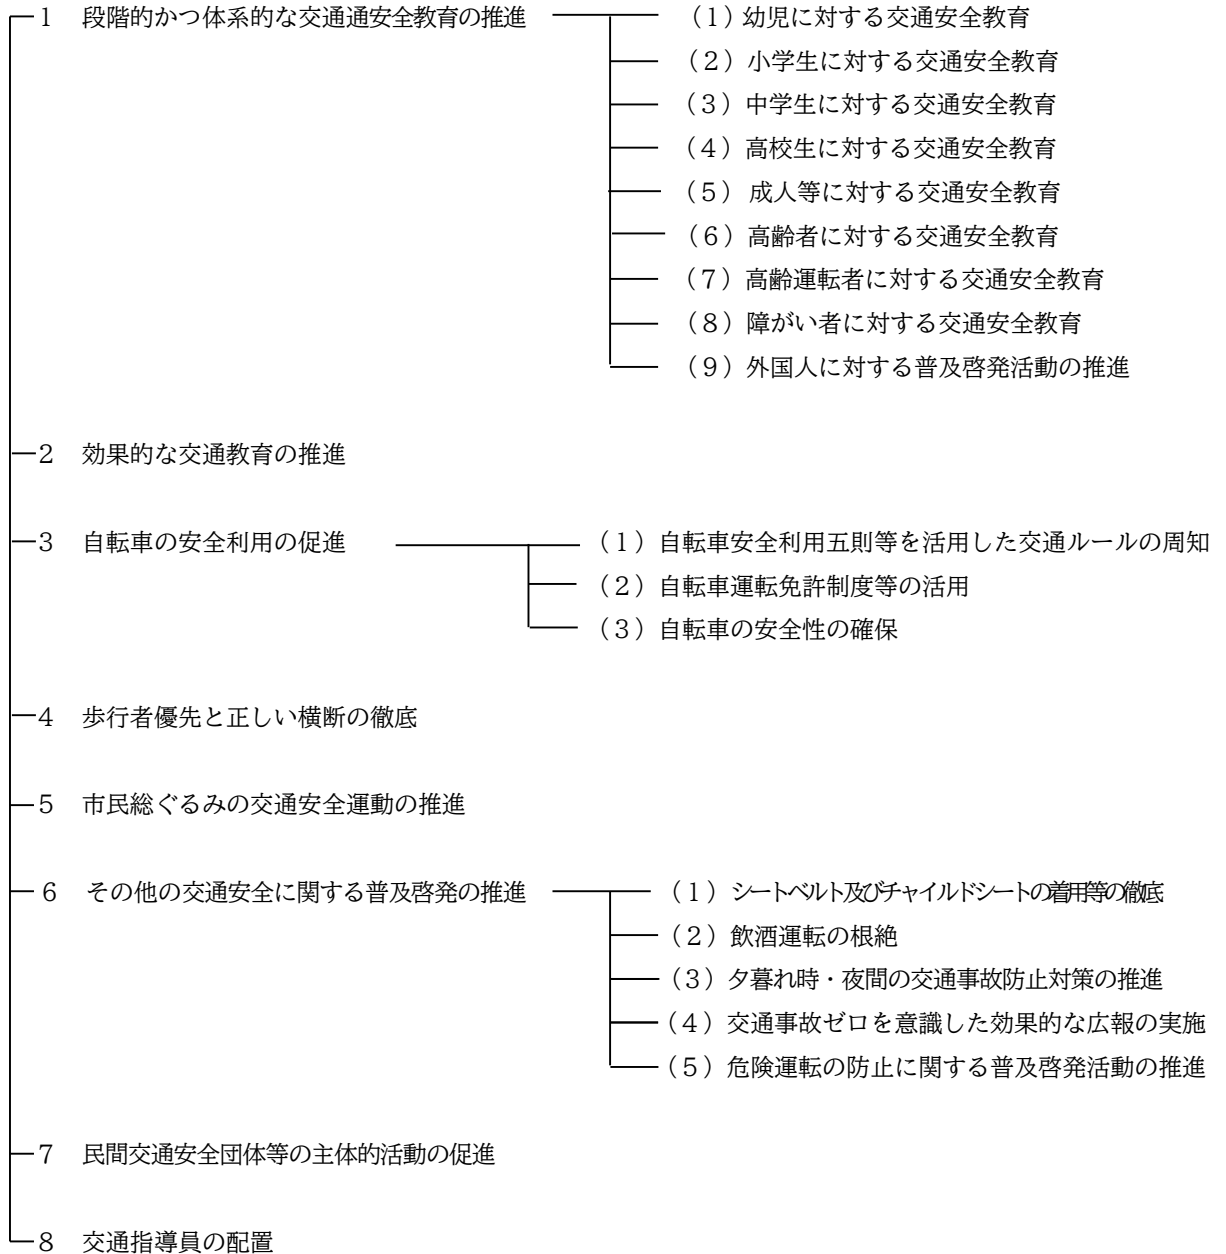 1 段階的かつ体系的な交通通安全教育の推進 (1)幼児に対する交通安全教育
(2)小学生に対する交通安全教育
(3)中学生に対する交通安全教育
(4)高校生に対する交通安全教育
(5)成人等に対する交通安全教育
(6)高齢者に対する交通安全教育
(7)高齢運転者に対する交通安全教育
(8)障がい者に対する交通安全教育
(9)外国人に対する普及啓発活動の推進
2 効果的な交通教育の推進
3 自転車の安全利用の促進 (1)自転車安全利用五則等を活用した交通ルールの周知
(2)自転車運転免許制度等の活用
(3)自転車の安全性の確保
4 歩行者優先と正しい横断の徹底
5 市民総ぐるみの交通安全運動の推進
6 その他の交通安全に関する普及啓発の推進 (1)シートベルト及びチャイルドシートの着用等の徹底
(2)飲酒運転の根絶
(3)夕暮れ時・夜間の交通事故防止対策の推進
(4)交通事故ゼロを意識した効果的な広報の実施
(5)危険運転の防止に関する普及啓発活動の推進
7 民間交通安全団体等の主体的活動の促進
8 交通指導員の配置